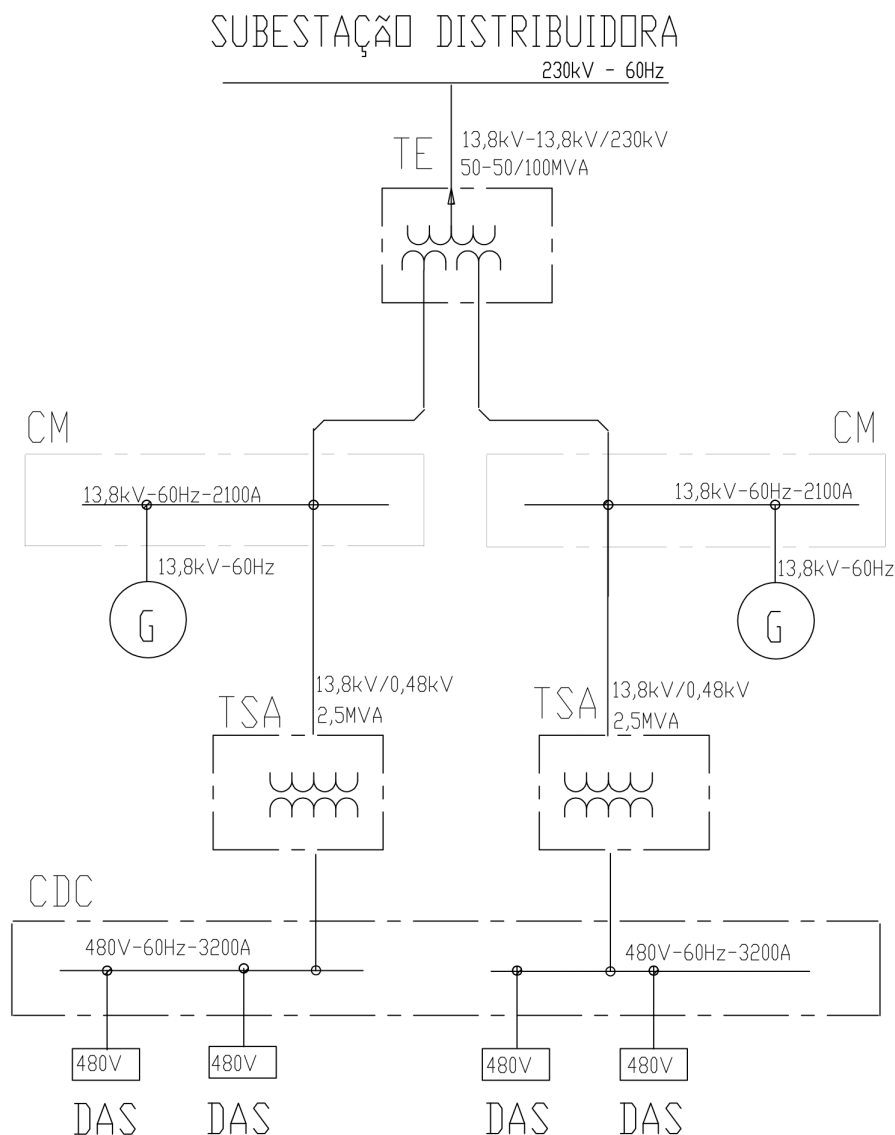 SUBESTAÇÃO DISTRIBUIDORA
230kV - 60Hz
TE
13,8kV-13,8kV/230kV
50-50/100MVA
CM
CM
13,8kV-60Hz-2100A
13,8kV-60Hz-2100A
13,8kV-60Hz
13,8kV-60Hz
G
G
TSA
13,8kV/0,48kV
2,5MVA
TSA
13,8kV/0,48kV
2,5MVA
CDC
480V-60Hz-3200A
480V-60Hz-3200A
480V
480V
480V
480V
DAS
DAS
DAS
DAS